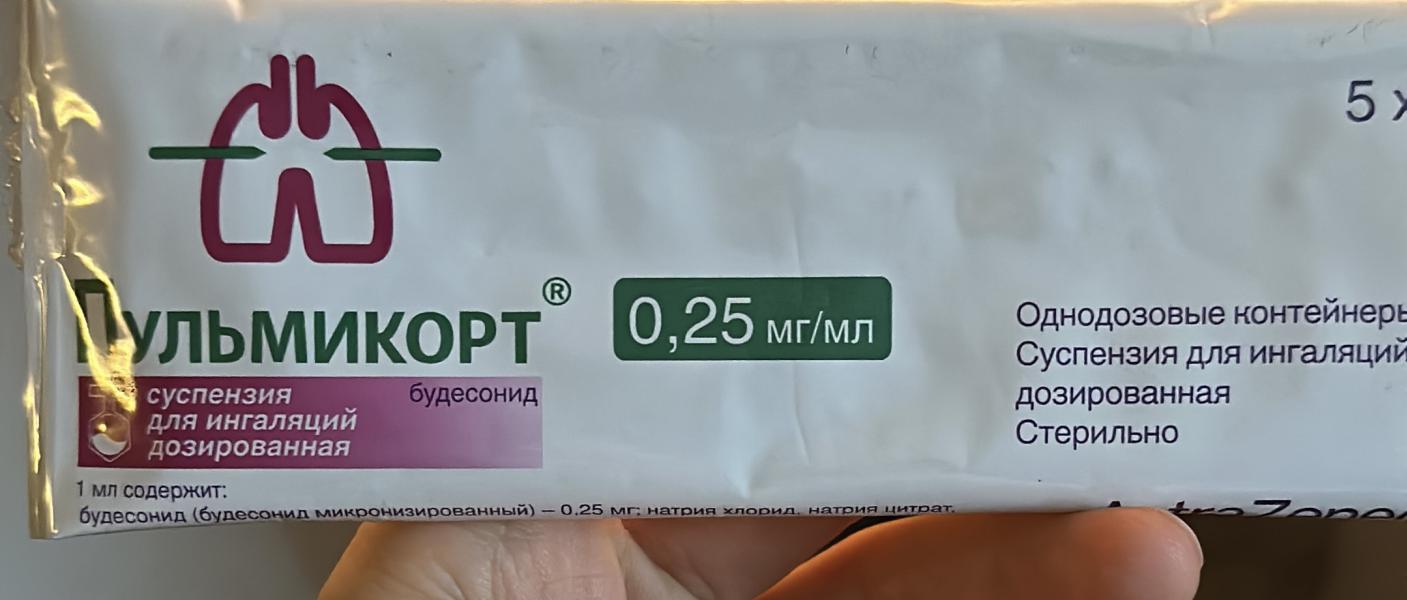 5 x
Пульмикорт®
0,25 мг/мл
суспензия
для ингаляций
дозированная
будесонид
Однодозовые контейнеры
Суспензия для ингаляций
дозированная
Стерильно
1 мл содержит:
будесонид (будесонид микронизированный) – 0,25 мг; натрия хлорид, натрия цитрат,